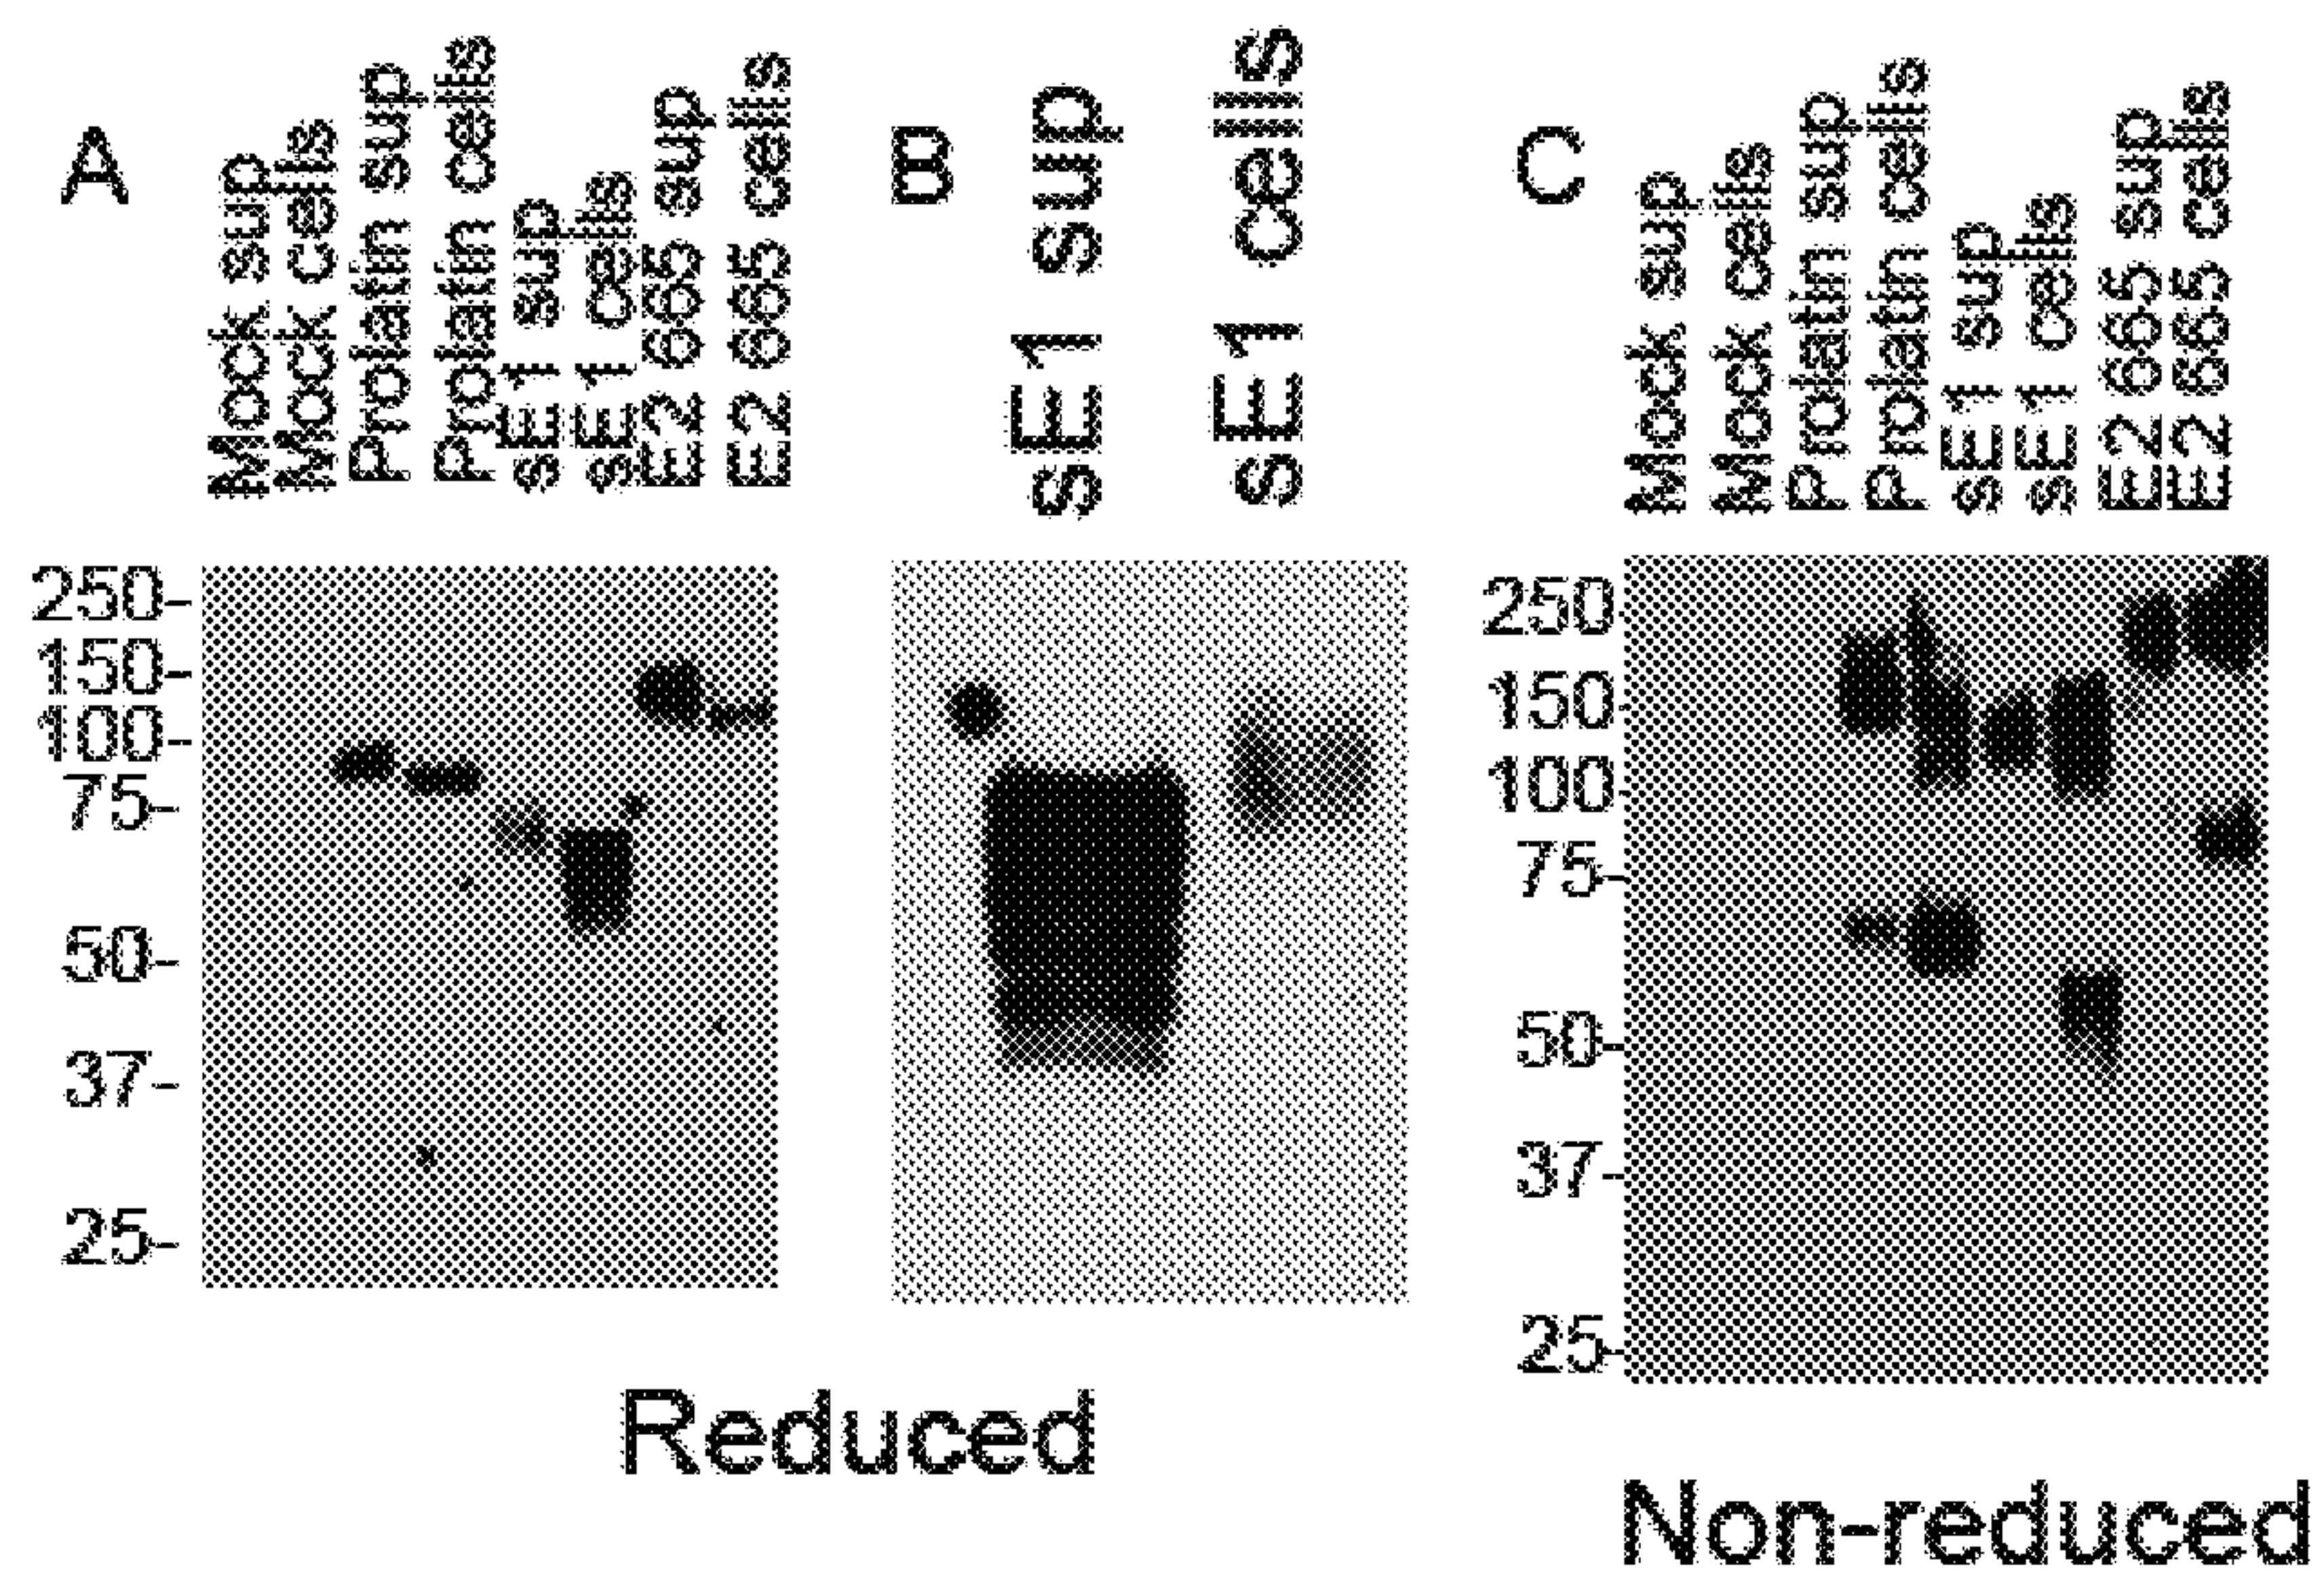 A
Mock sup
Mock cells
Prolatin sup
Prolatin cells
sE1 sup
sE1 cells
E2 665 sup
E2 665 cells
250-
150-
100-
75-
50-
37-
25-
B
sE1 sup
sE1 cells
Reduced
C
Mock sup
Mock cells
Prolatin sup
Prolatin cells
sE1 sup
sE1 cells
E2 665 sup
E2 665 cells
250-
150-
100-
75-
50-
37-
25-
Non-reduced